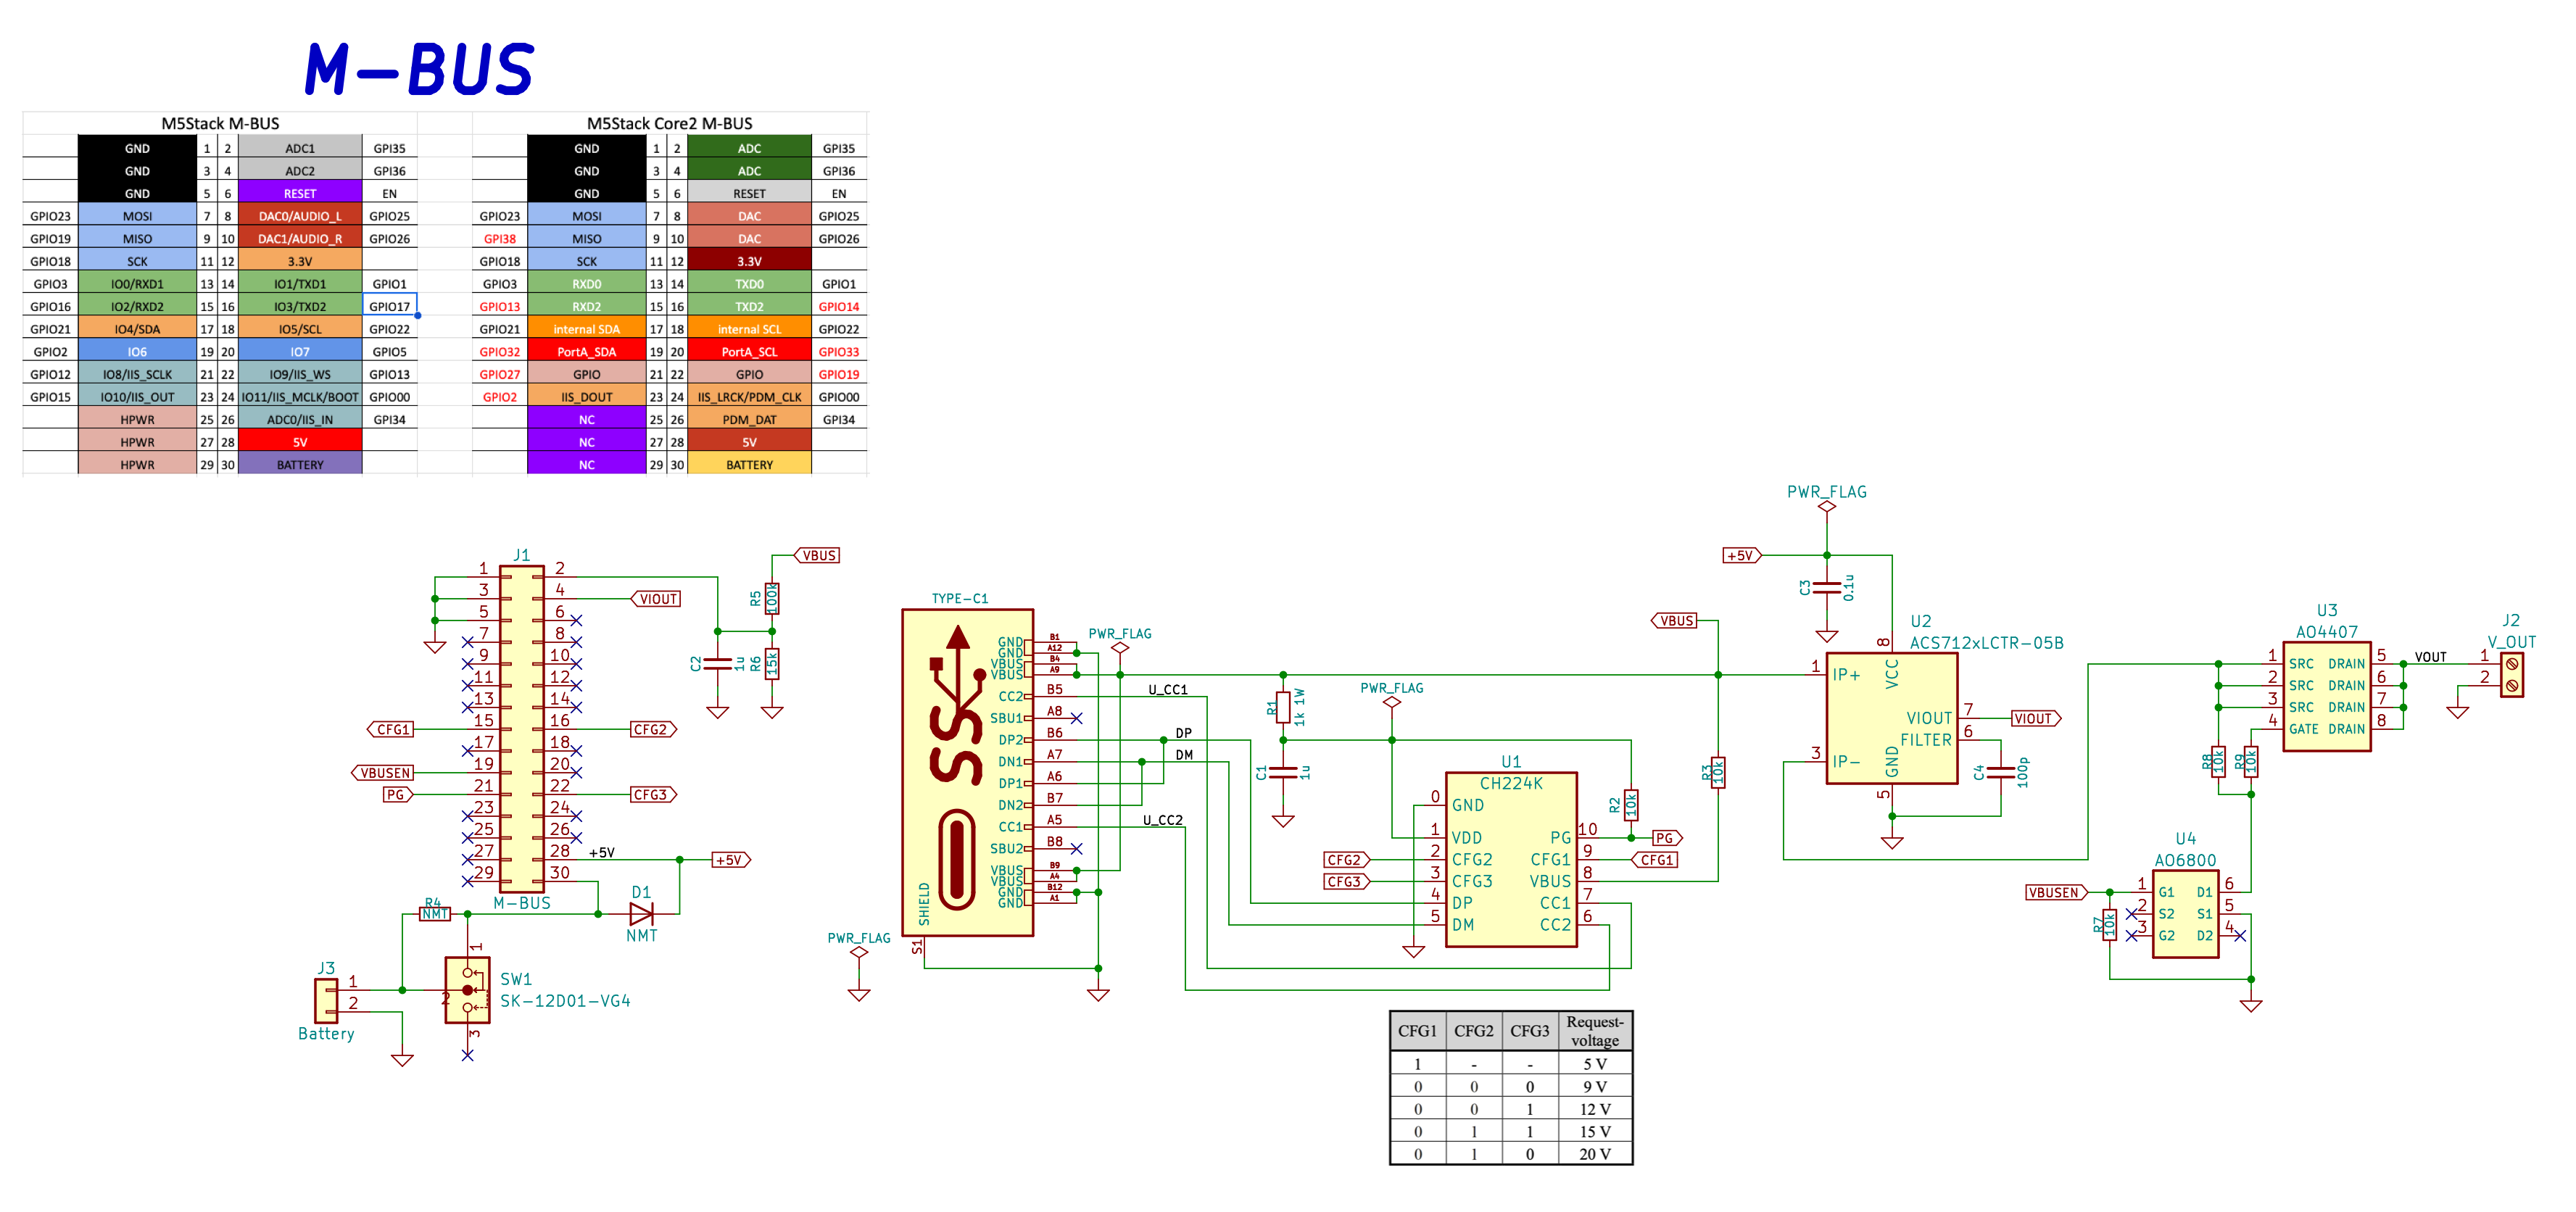 M-BUS
M5Stack M-BUS
GND 1 2 ADC1 GPI35
GND 3 4 ADC2 GPI36
GND 5 6 RESET EN
GPIO23 MOSI 7 8 DAC0/AUDIO_L GPIO25
GPIO19 MISO 9 10 DAC1/AUDIO_R GPIO26
GPIO18 SCK 11 12 3.3V
GPIO3 IO0/RXD1 13 14 IO1/TXD1 GPIO1
GPIO16 IO2/RXD2 15 16 IO3/TXD2 GPIO17
GPIO21 IO4/SDA 17 18 IO5/SCL GPIO22
GPIO2 IO6 19 20 IO7 GPIO5
GPIO12 IO8/IIS_SCLK 21 22 IO9/IIS_WS GPIO13
GPIO15 IO10/IIS_OUT 23 24 IO11/IIS_MCLK/BOOT GPIO00
HPWR 25 26 ADC0/IIS_IN GPI34
HPWR 27 28 5V
HPWR 29 30 BATTERY
M5Stack Core2 M-BUS
GND 1 2 ADC GPI35
GND 3 4 ADC GPI36
GND 5 6 RESET EN
GPIO23 MOSI 7 8 DAC GPIO25
GPI38 MISO 9 10 DAC GPIO26
GPIO18 SCK 11 12 3.3V
GPIO3 RXD0 13 14 TXD0 GPIO1
GPIO13 RXD2 15 16 TXD2 GPIO14
GPIO21 internal SDA 17 18 internal SCL GPIO22
GPIO32 PortA_SDA 19 20 PortA_SCL GPIO33
GPIO27 GPIO 21 22 GPIO GPIO19
GPIO2 IIS_DOUT 23 24 IIS_LRCK/PDM_CLK GPIO00
NC 25 26 PDM_DAT GPI34
NC 27 28 5V
NC 29 30 BATTERY
J1
1 2
3 4 VIOUT
5 6
7 8
9 10
11 12
13 14
CFG1 15 16 CFG2
17 18
VBUSEN 19 20
PG 21 22 CFG3
23 24
25 26
27 28 +5V +5V
29 30
M-BUS
VBUS
R5 100k
C2 1u
R6 15k
D1
NMT
R4
NMT
J3
1
2
Battery
1
2
3
SW1
SK-12D01-VG4
TYPE-C1
GND B1
GND A12
VBUS B4
VBUS A9
CC2 B5 U_CC1
SBU1 A8
DP2 B6 DP
DN1 A7 DM
DP1 A6
DN2 B7
CC1 A5 U_CC2
SBU2 B8
VBUS B9
VBUS A4
GND B12
GND A1
SHIELD
S1
SS
PWR_FLAG
PWR_FLAG
PWR_FLAG
R1 1k 1W
C1 1u
U1
CH224K
0 GND
1 VDD PG 10 PG
CFG2 2 CFG2 CFG1 9 CFG1
CFG3 3 CFG3 VBUS 8
4 DP CC1 7
5 DM CC2 6
R2 10k
R3 10k
VBUS
PWR_FLAG
+5V
C3 0.1u
U2
ACS712xLCTR-05B
1 IP+
3 IP-
8 VCC
VIOUT 7 VIOUT
FILTER 6
GND 5
C4 100p
U3
AO4407
1 SRC DRAIN 5
2 SRC DRAIN 6
3 SRC DRAIN 7
4 GATE DRAIN 8
VOUT
J2
V_OUT
1
2
R8 10k
R9 10k
U4
AO6800
VBUSEN 1 G1 D1 6
2 S2 S1 5
3 G2 D2 4
R7 10k
CFG1 CFG2 CFG3 Request-
voltage
1 - - 5 V
0 0 0 9 V
0 0 1 12 V
0 1 1 15 V
0 1 0 20 V